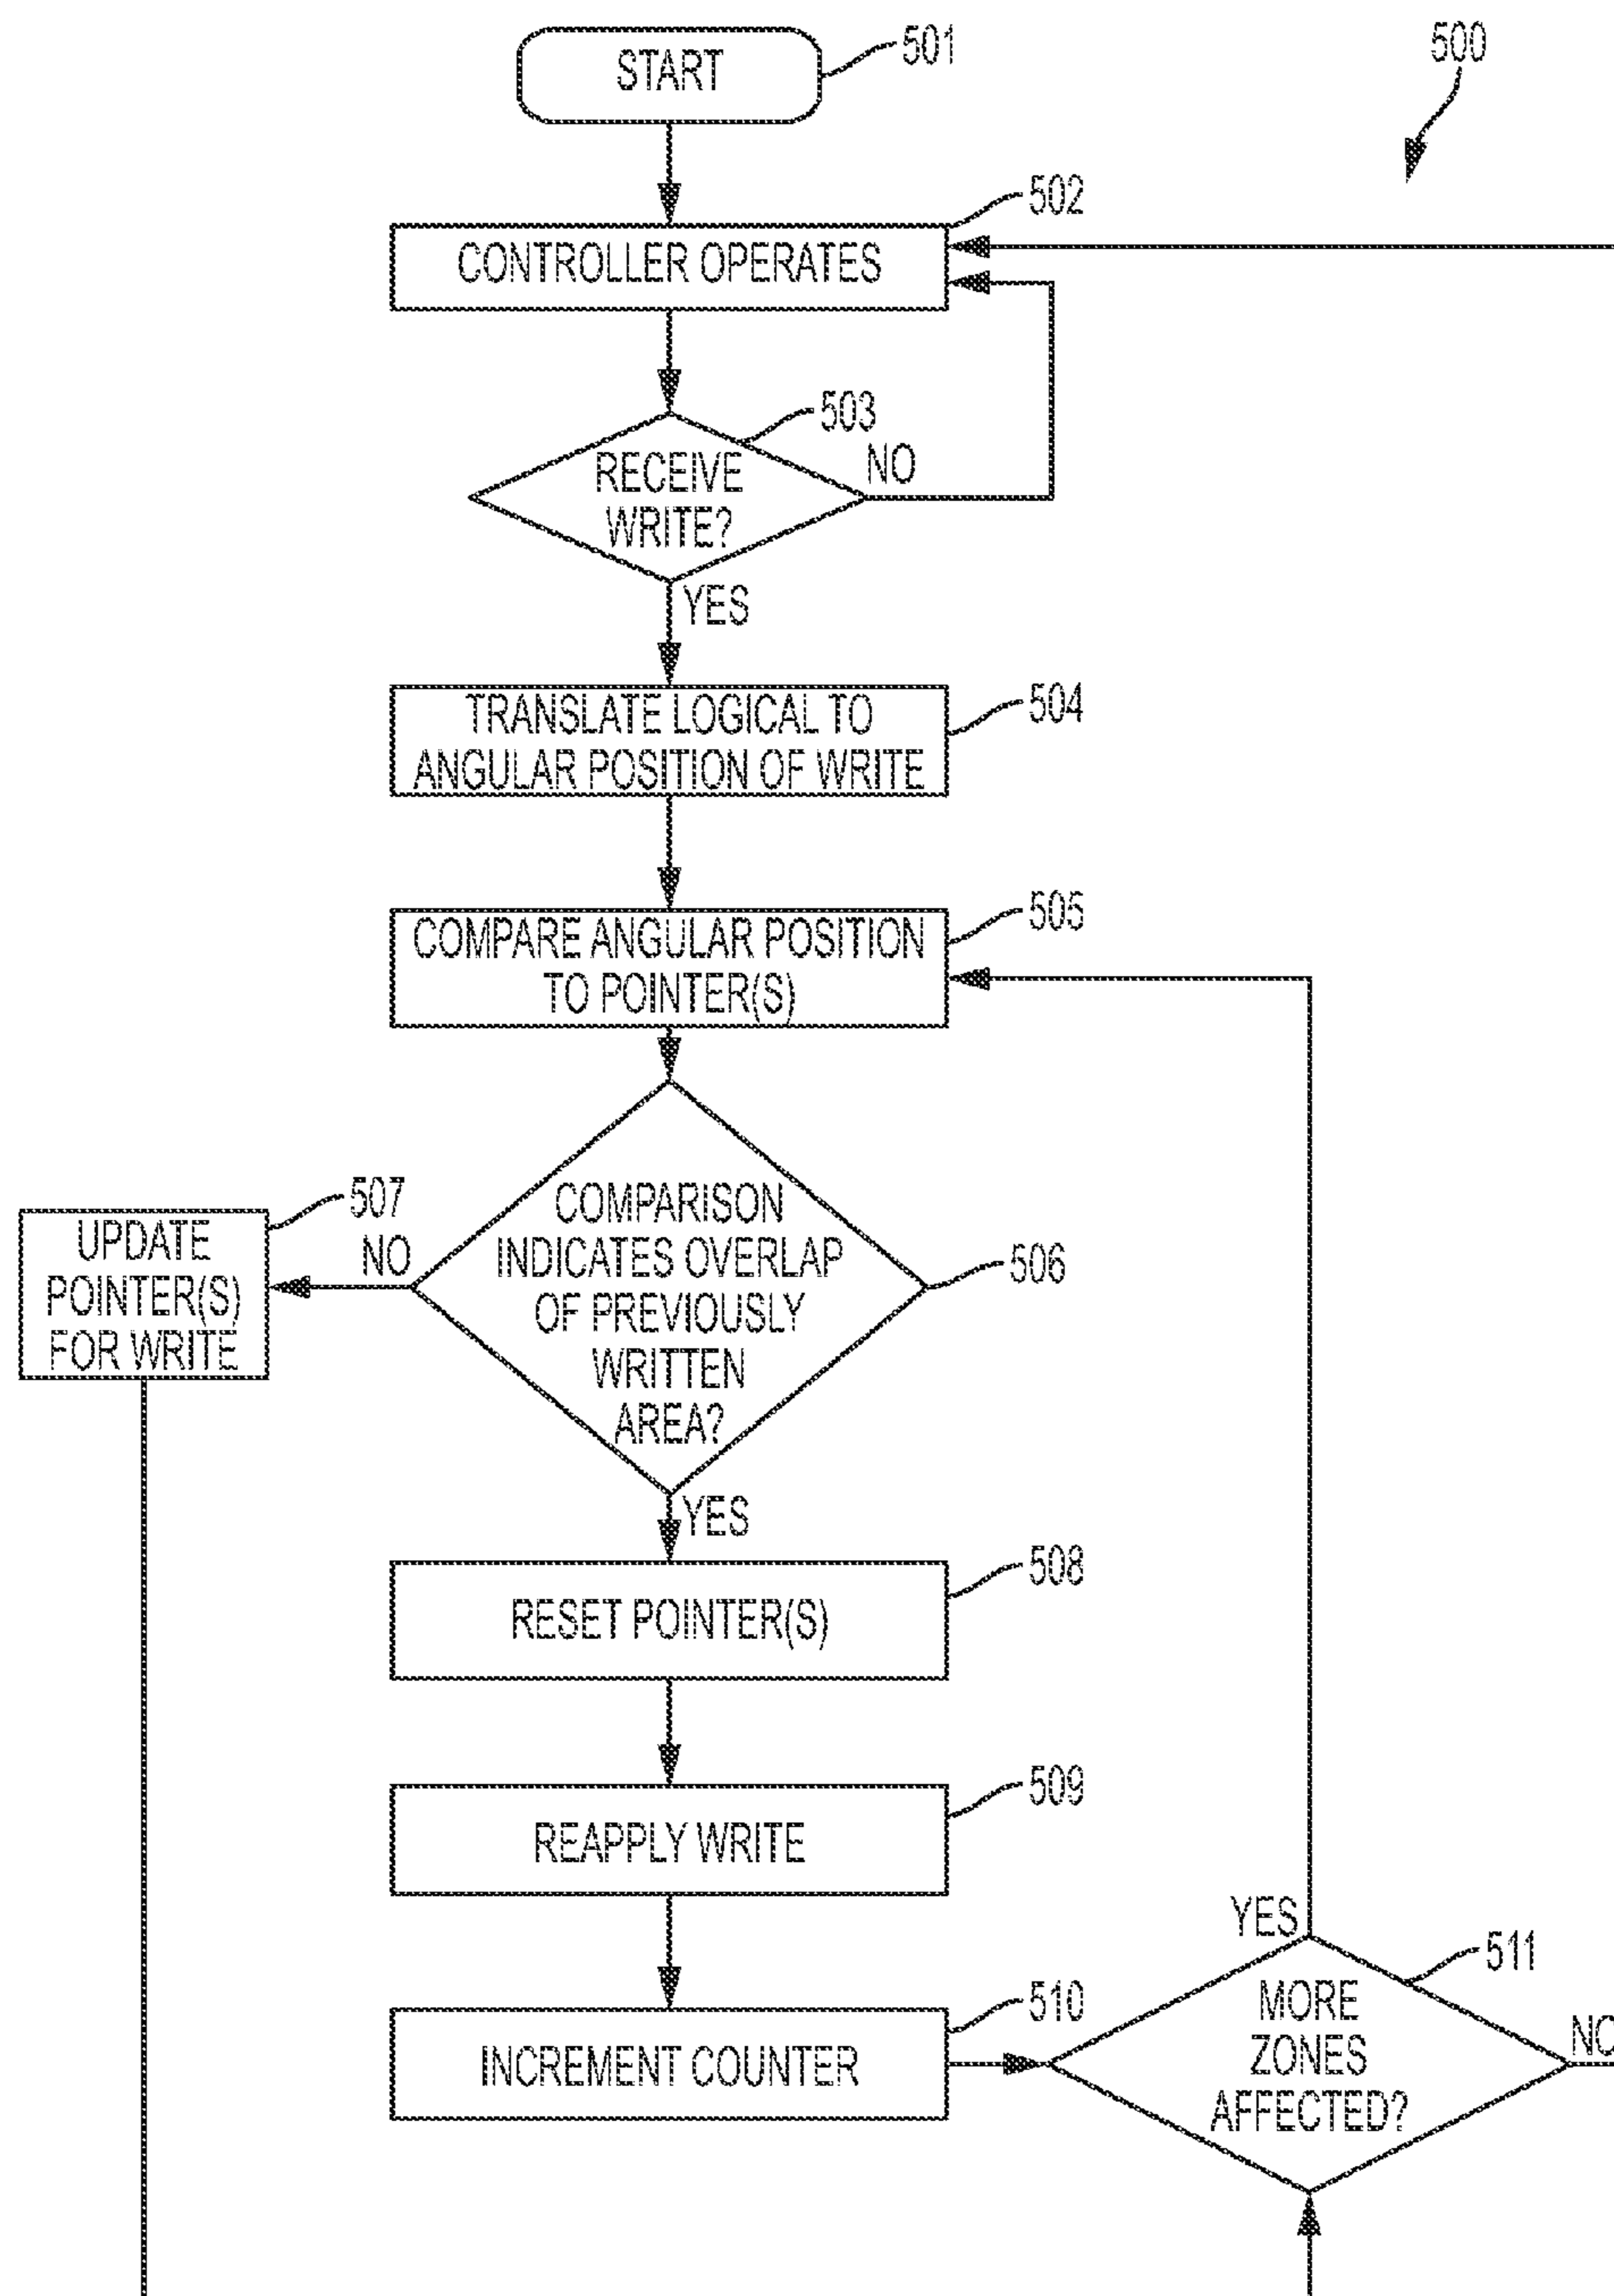 START
501
500
CONTROLLER OPERATES
502
RECEIVE
WRITE?
503
NO
YES
TRANSLATE LOGICAL TO
ANGULAR POSITION OF WRITE
504
COMPARE ANGULAR POSITION
TO POINTER(S)
505
COMPARISON
INDICATES OVERLAP
OF PREVIOUSLY
WRITTEN
AREA?
506
NO
507
UPDATE
POINTER(S)
FOR WRITE
YES
RESET POINTER(S)
508
REAPPLY WRITE
509
INCREMENT COUNTER
510
YES
MORE
ZONES
AFFECTED?
511
NO